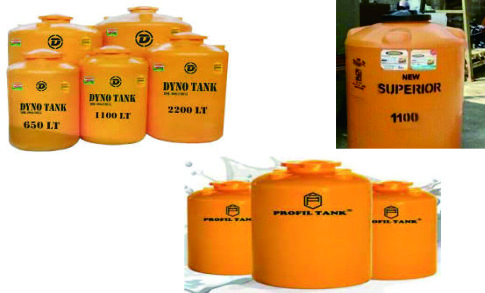 D
D
D
D
DYNO TANK
650 LT
DYNO TANK
1100 LT
DYNO TANK
2200 LT
NEW
SUPERIOR
1100
PROFIL TANK
PROFIL TANK
PROFIL TANK